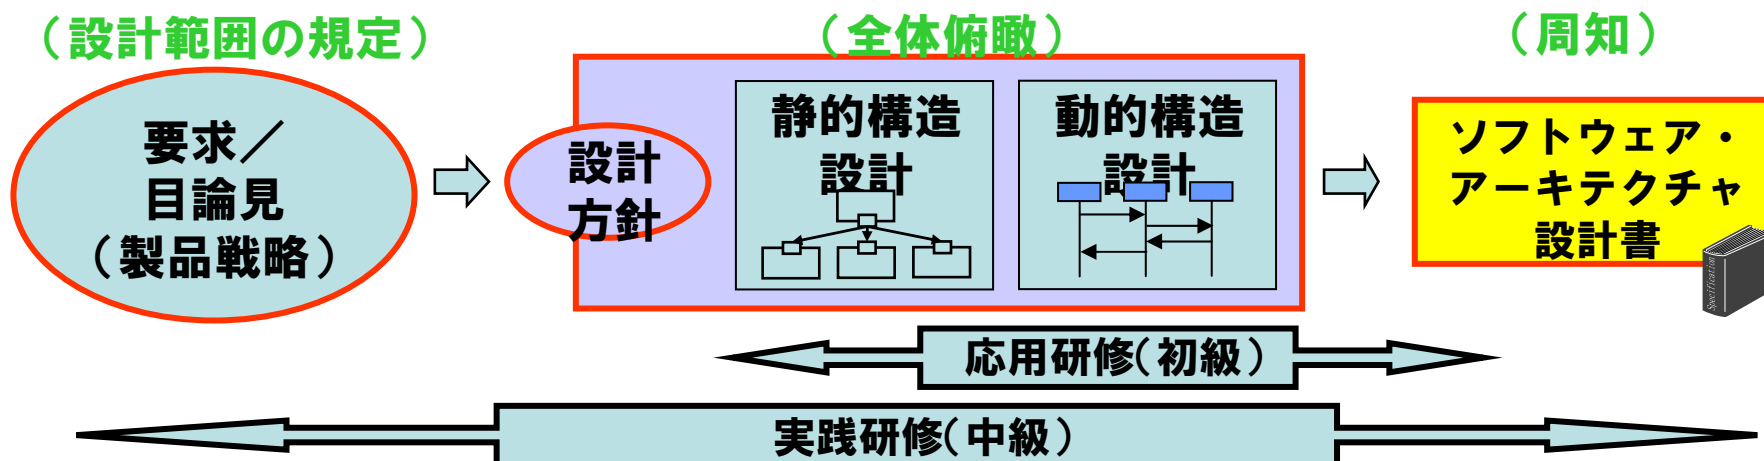 （設計範囲の規定）
（全体俯瞰）
（周知）
要求／
目論見
（製品戦略）
設計
方針
静的構造
設計
動的構造
設計
ソフトウェア・
アーキテクチャ
設計書
Specification
応用研修(初級)
実践研修(中級)